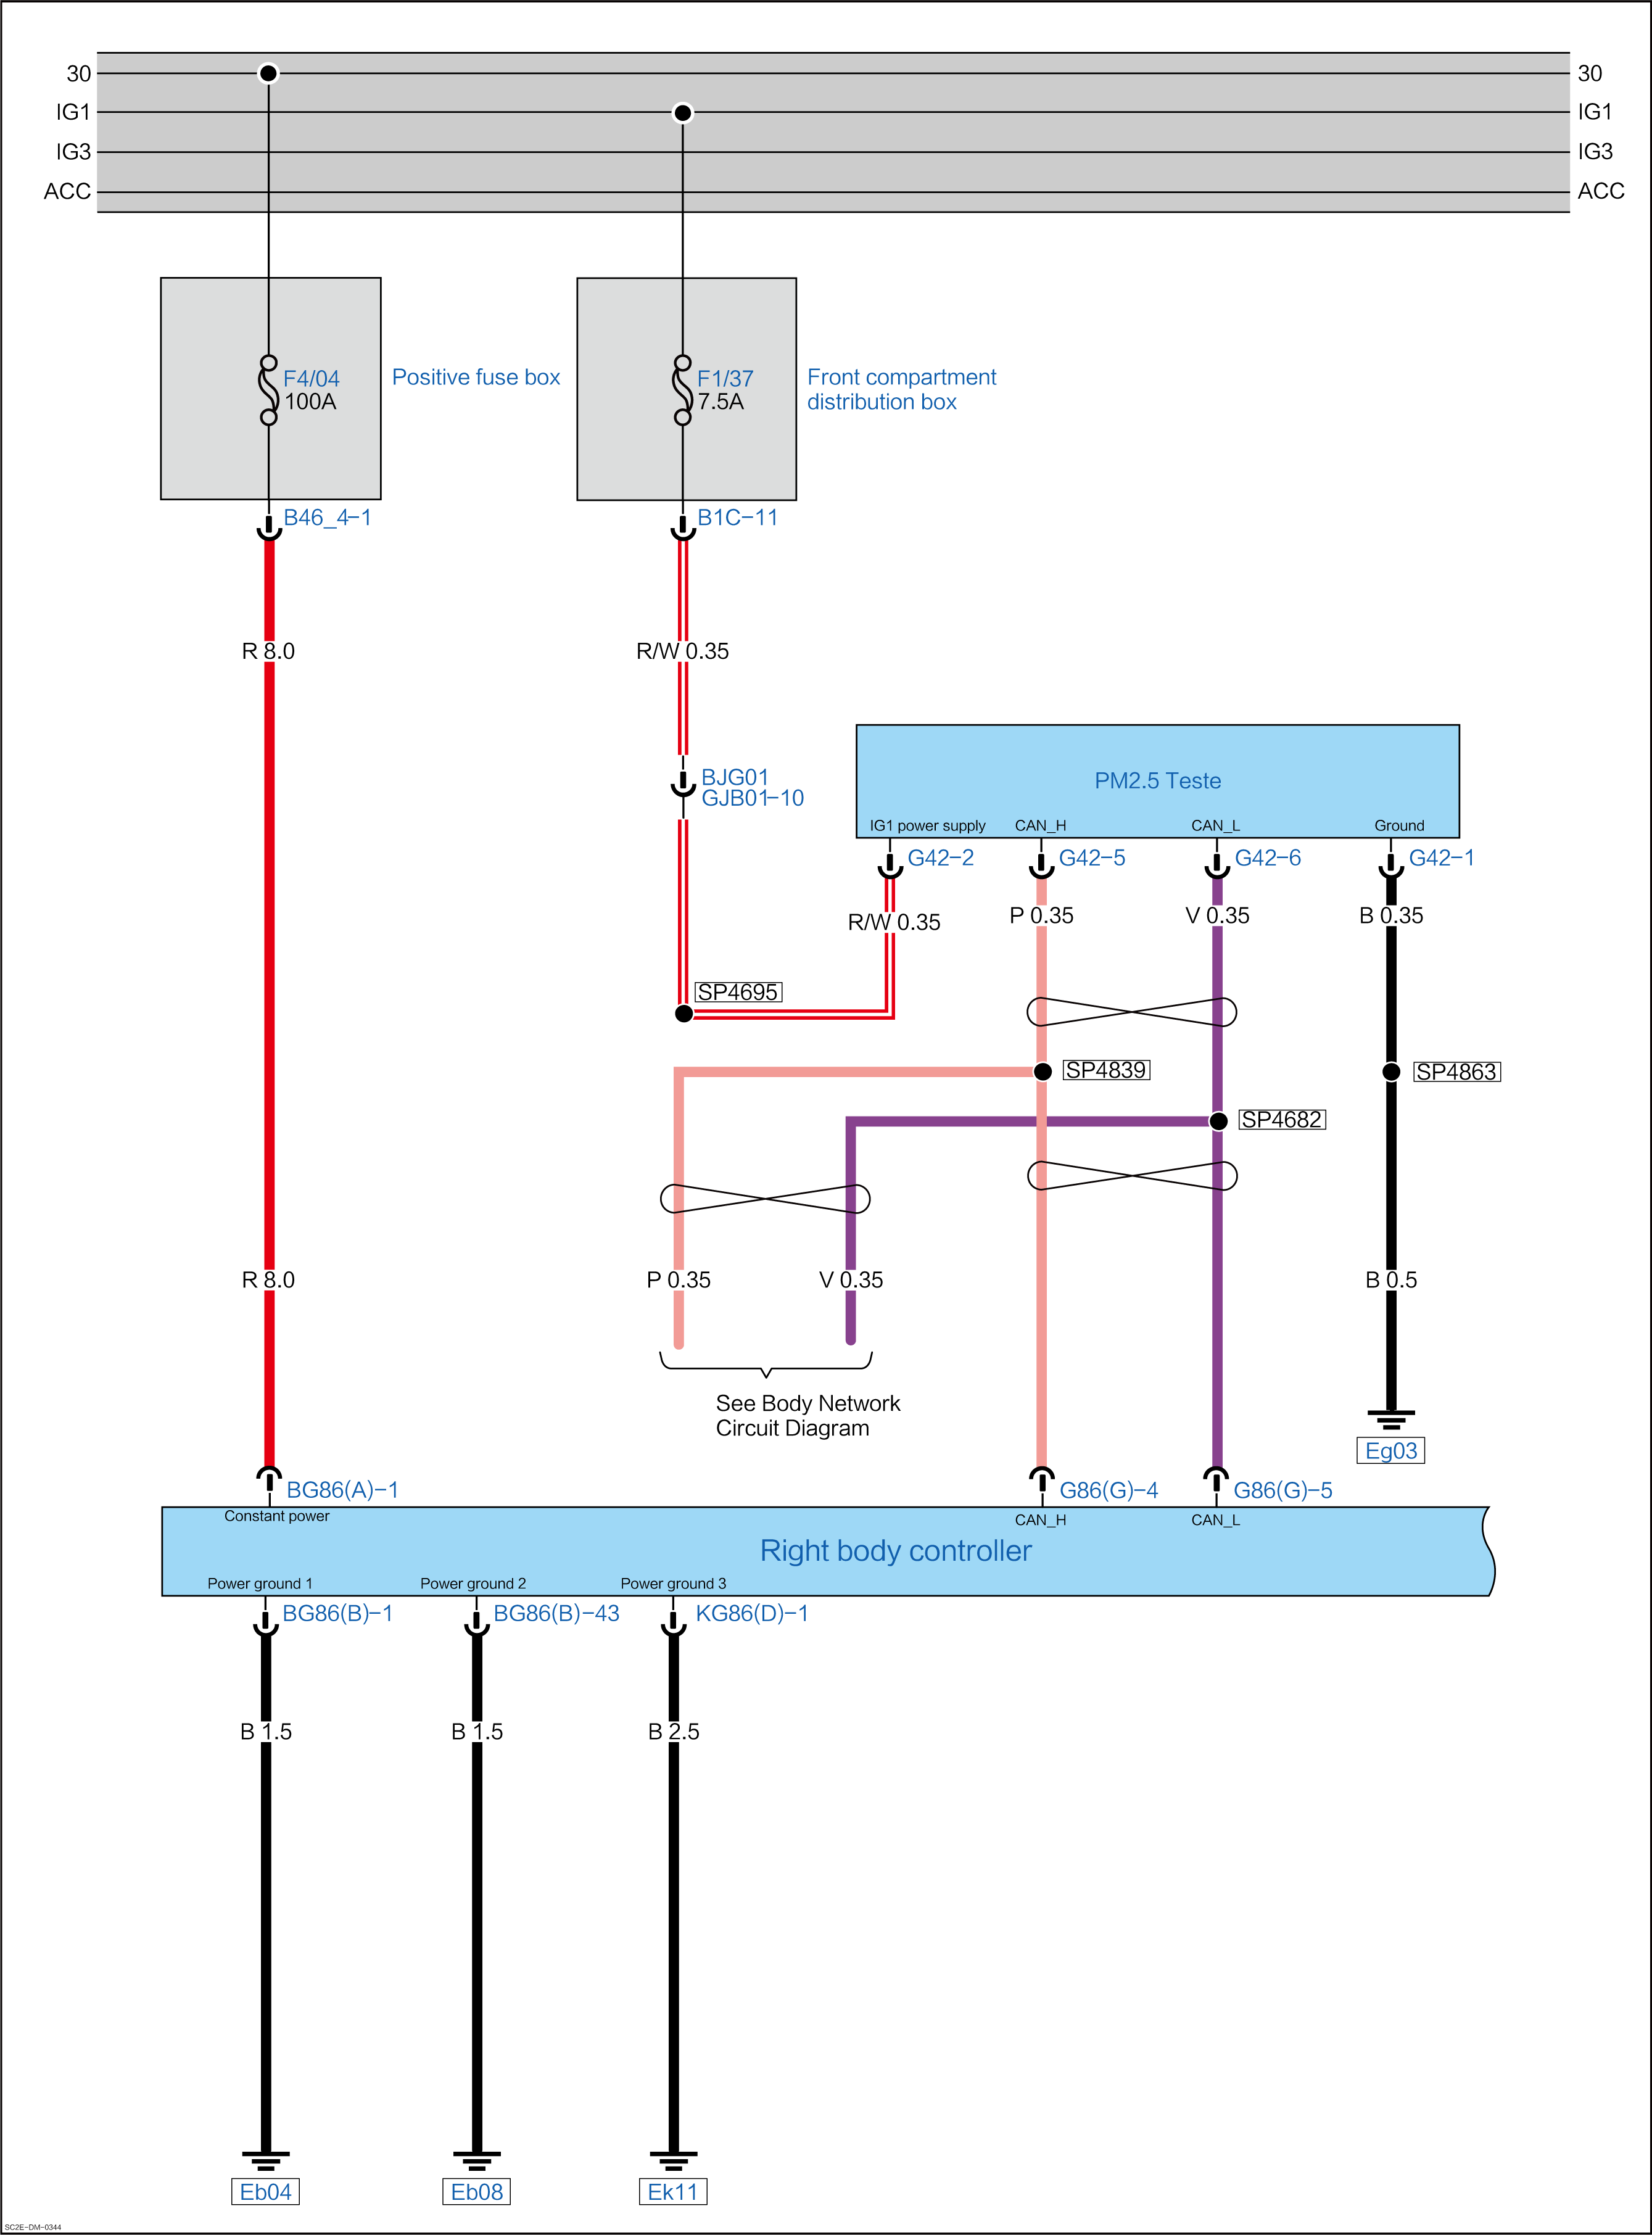 30
30
IG1
IG1
IG3
IG3
ACC
ACC
F4/04
100A
Positive fuse box
F1/37
7.5A
Front compartment
distribution box
B46_4-1
B1C-11
R 8.0
R/W 0.35
BJG01
GJB01-10
PM2.5 Teste
IG1 power supply
CAN_H
CAN_L
Ground
G42-2
G42-5
G42-6
G42-1
R/W 0.35
P 0.35
V 0.35
B 0.35
SP4695
SP4839
SP4863
SP4682
R 8.0
P 0.35
V 0.35
B 0.5
See Body Network
Circuit Diagram
Eg03
BG86(A)-1
G86(G)-4
G86(G)-5
Constant power
CAN_H
CAN_L
Right body controller
Power ground 1
Power ground 2
Power ground 3
BG86(B)-1
BG86(B)-43
KG86(D)-1
B 1.5
B 1.5
B 2.5
Eb04
Eb08
Ek11
SC2E-DM-0344